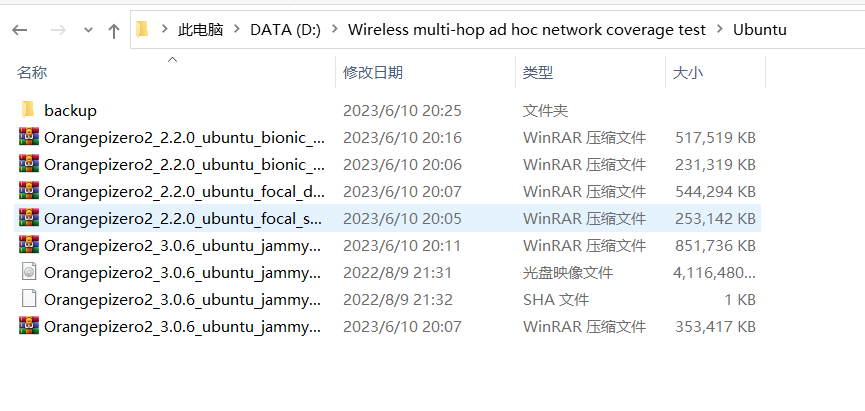 此电脑 > DATA (D:) > Wireless multi-hop ad hoc network coverage test > Ubuntu
名称 修改日期 类型 大小
backup 2023/6/10 20:25 文件夹
Orangepizero2_2.2.0_ubuntu_bionic_... 2023/6/10 20:16 WinRAR 压缩文件 517,519 KB
Orangepizero2_2.2.0_ubuntu_bionic_... 2023/6/10 20:06 WinRAR 压缩文件 231,319 KB
Orangepizero2_2.2.0_ubuntu_focal_d... 2023/6/10 20:07 WinRAR 压缩文件 544,294 KB
Orangepizero2_2.2.0_ubuntu_focal_s... 2023/6/10 20:05 WinRAR 压缩文件 253,142 KB
Orangepizero2_3.0.6_ubuntu_jammy... 2023/6/10 20:11 WinRAR 压缩文件 851,736 KB
Orangepizero2_3.0.6_ubuntu_jammy... 2022/8/9 21:31 光盘映像文件 4,116,480...
Orangepizero2_3.0.6_ubuntu_jammy... 2022/8/9 21:32 SHA 文件 1 KB
Orangepizero2_3.0.6_ubuntu_jammy... 2023/6/10 20:07 WinRAR 压缩文件 353,417 KB